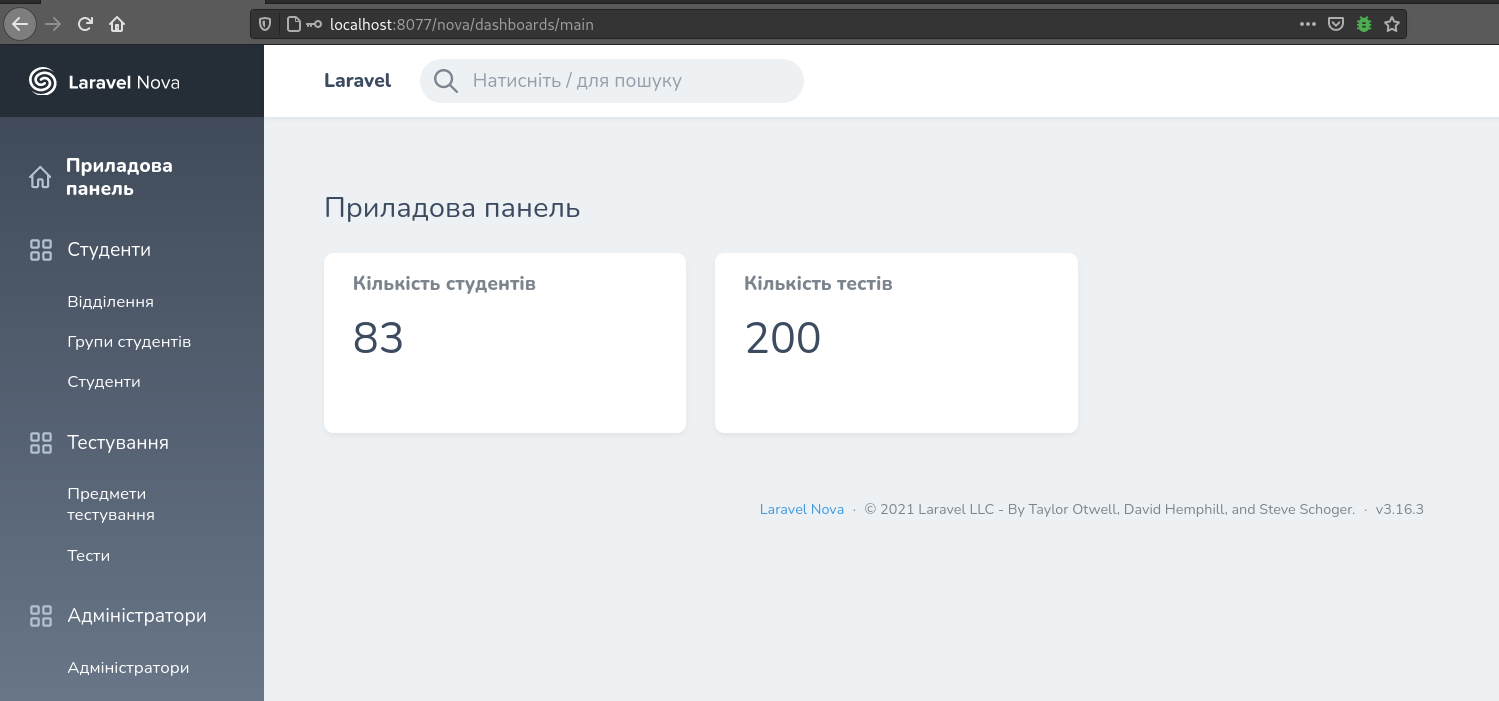 localhost:8077/nova/dashboards/main
Laravel Nova
Laravel
Натисніть / для пошуку
Приладова
панель
Студенти
Відділення
Групи студентів
Студенти
Тестування
Предмети
тестування
Тести
Адміністратори
Адміністратори
Приладова панель
Кількість студентів
83
Кількість тестів
200
Laravel Nova · © 2021 Laravel LLC - By Taylor Otwell, David Hemphill, and Steve Schoger. · v3.16.3